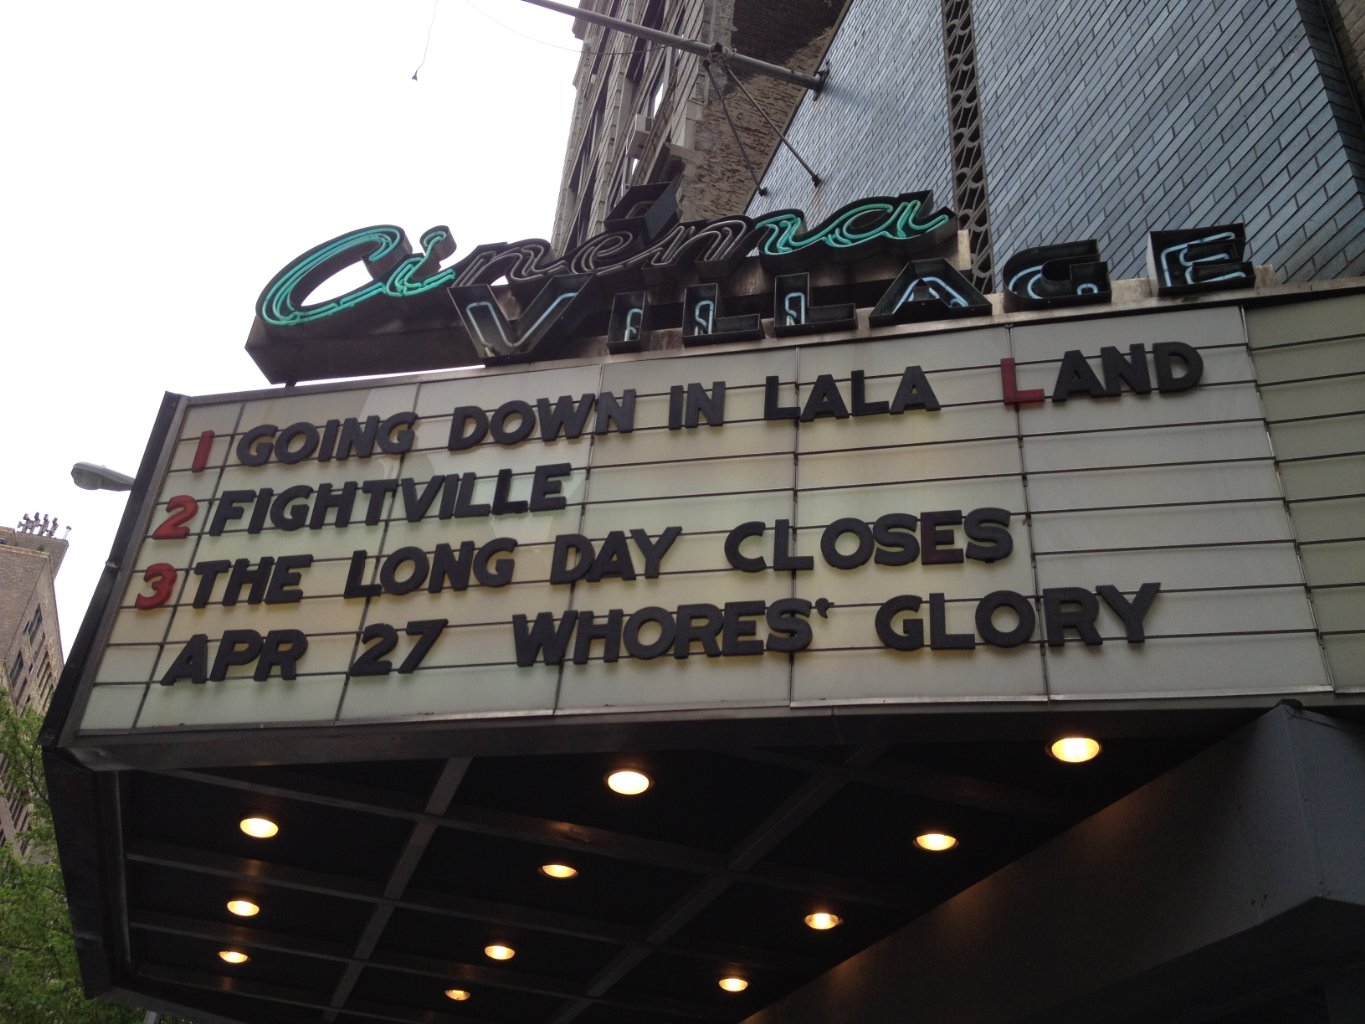 Cinema
VILLAGE
1 GOING DOWN IN LALA LAND
2 FIGHTVILLE
3 THE LONG DAY CLOSES
APR 27 WHORES' GLORY